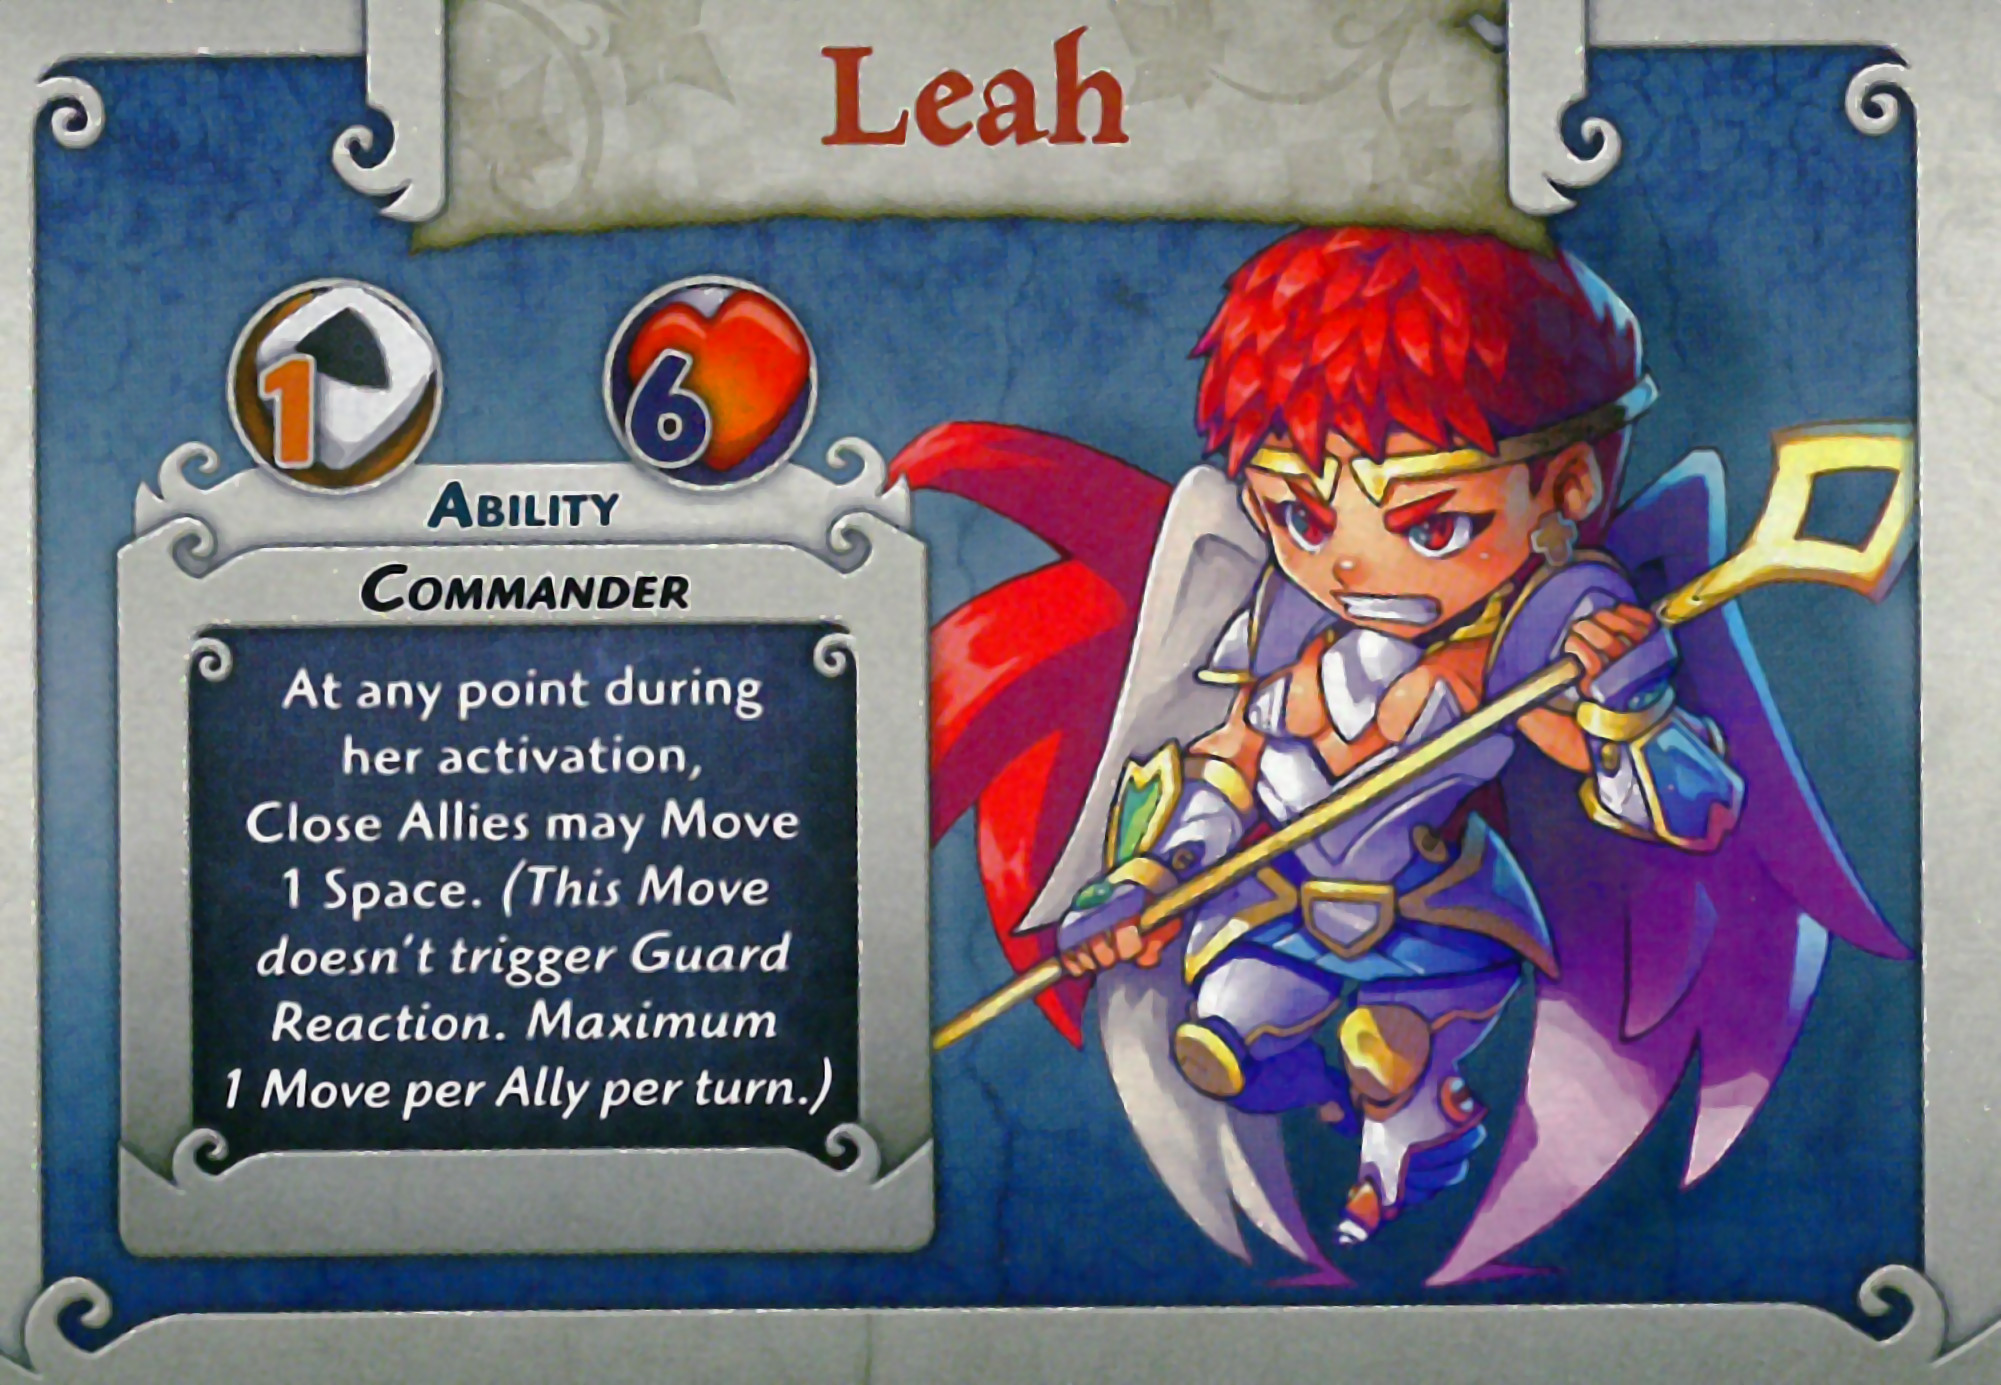 Leah
1
6
ABILITY
COMMANDER
At any point during
her activation,
Close Allies may Move
1 Space. (This Move
doesn't trigger Guard
Reaction. Maximum
1 Move per Ally per turn.)